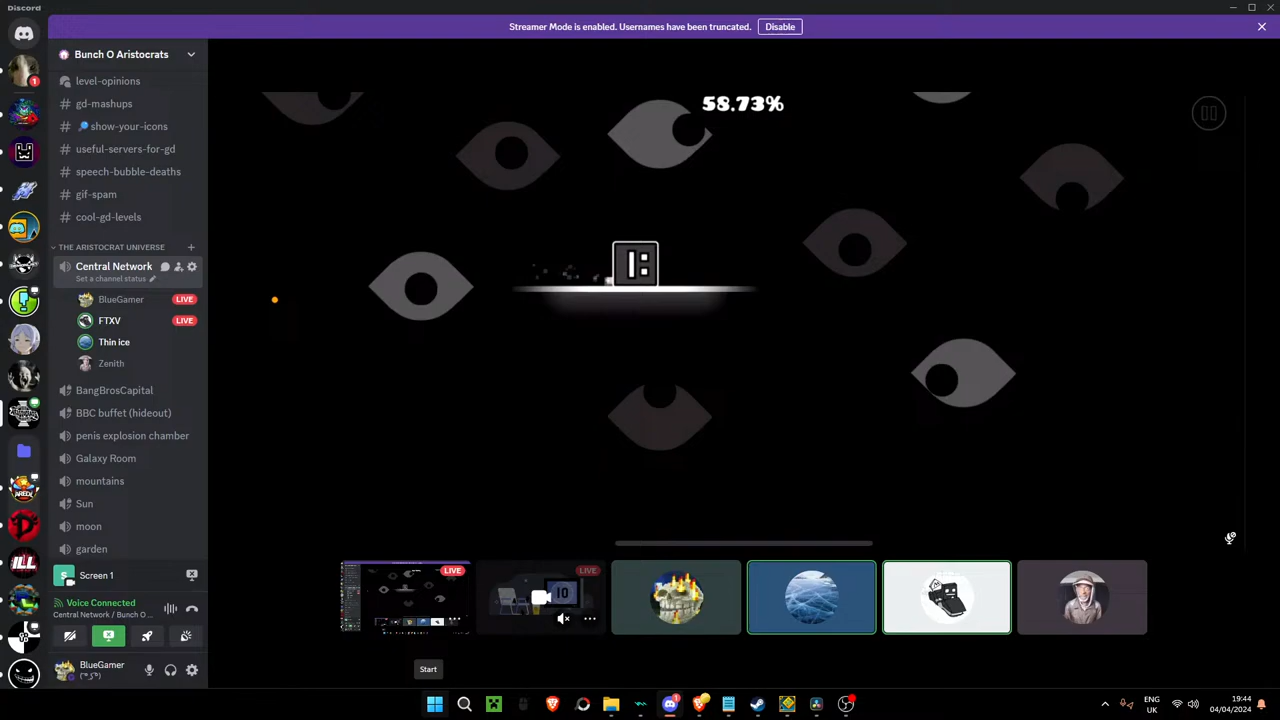 Discord
Streamer Mode is enabled. Usernames have been truncated.
Disable
Bunch O Aristocrats
level-opinions
gd-mashups
🔎 show-your-icons
useful-servers-for-gd
speech-bubble-deaths
gif-spam
cool-gd-levels
THE ARISTOCRAT UNIVERSE
Central Network
Set a channel status
BlueGamer LIVE
FTXV LIVE
Thin ice
Zenith
BangBrosCapital
BBC buffet (hideout)
penis explosion chamber
Galaxy Room
mountains
Sun
moon
garden
Screen 1
Voice Connected
Central Network / Bunch O ...
BlueGamer
58.73%
LIVE
LIVE
Start
1
ILL
1
ENG
UK
19:44
04/04/2024